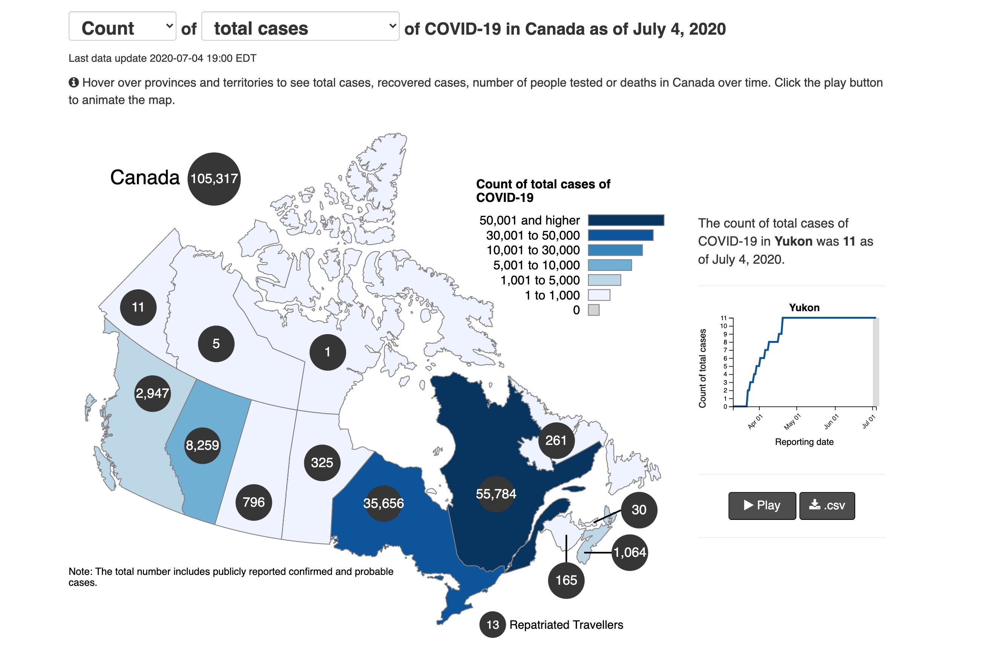 Count of total cases of COVID-19 in Canada as of July 4, 2020
Last data update 2020-07-04 19:00 EDT
Hover over provinces and territories to see total cases, recovered cases, number of people tested or deaths in Canada over time. Click the play button
to animate the map.
Canada 105,317
Count of total cases of
COVID-19
50,001 and higher
30,001 to 50,000
10,001 to 30,000
5,001 to 10,000
1,001 to 5,000
1 to 1,000
0
11
5
1
2,947
8,259
796
325
35,656
55,784
261
30
1,064
165
13 Repatriated Travellers
Note: The total number includes publicly reported confirmed and probable
cases.
The count of total cases of
COVID-19 in Yukon was 11 as
of July 4, 2020.
Yukon
Count of total cases
11
10
9
8
7
6
5
4
3
2
1
0
Apr 01
May 01
Jun 01
Jul 01
Reporting date
Play
.csv